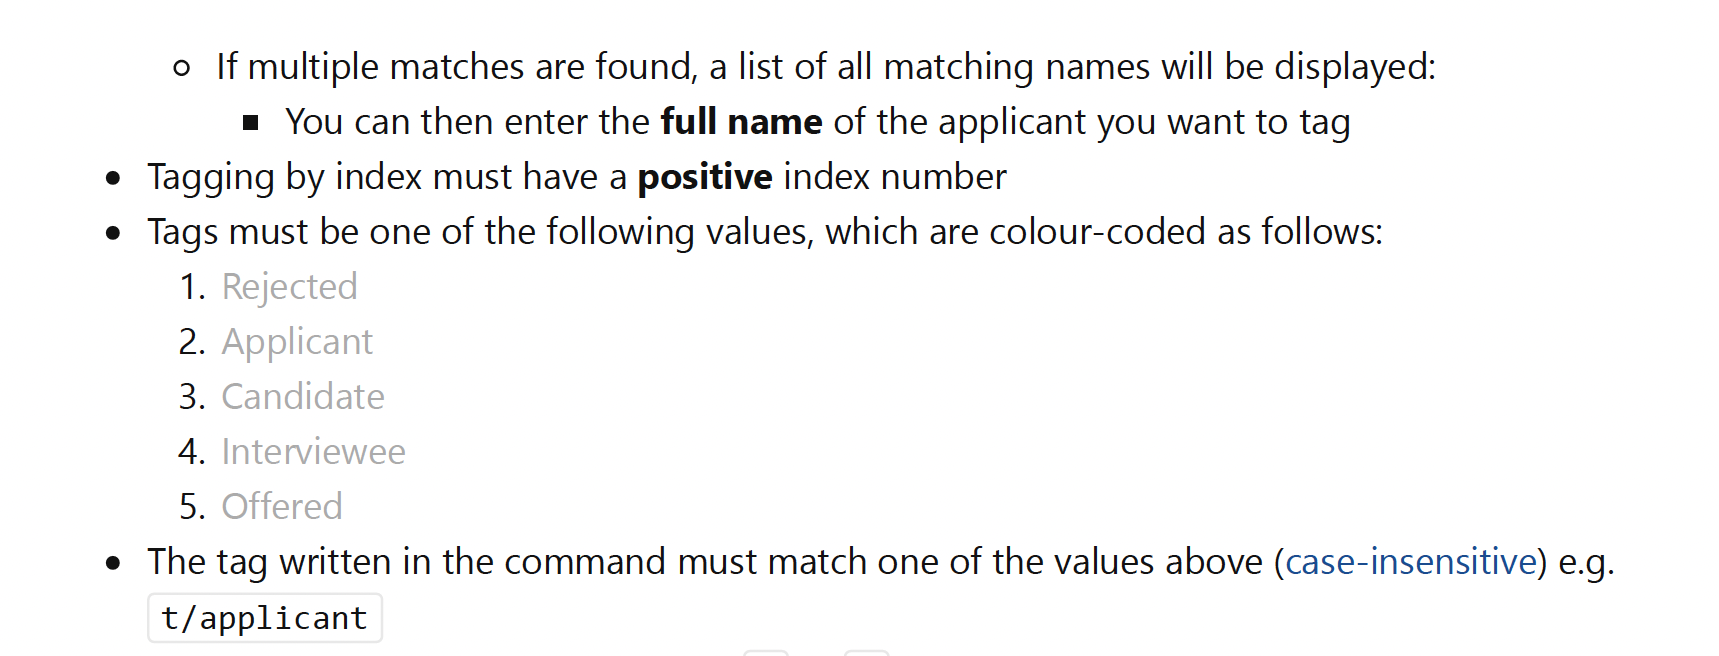 If multiple matches are found, a list of all matching names will be displayed:
You can then enter the full name of the applicant you want to tag
Tagging by index must have a positive index number
Tags must be one of the following values, which are colour-coded as follows:
1. Rejected
2. Applicant
3. Candidate
4. Interviewee
5. Offered
The tag written in the command must match one of the values above (case-insensitive) e.g.
t/applicant